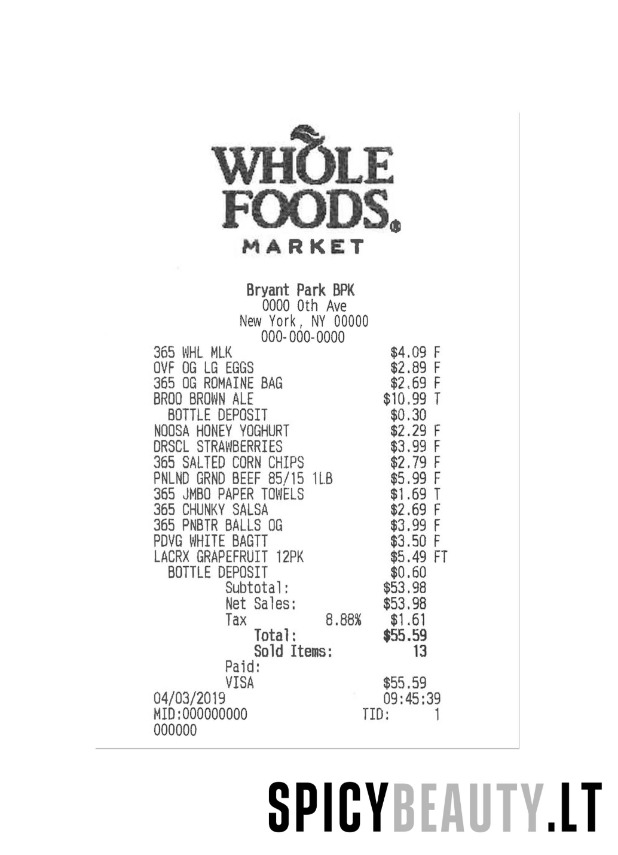 WHOLE
FOODS®
MARKET
Bryant Park BPK
0000 0th Ave
New York, NY 00000
000-000-0000
365 WHL MLK $4.09 F
OVF OG LG EGGS $2.89 F
365 OG ROMAINE BAG $2.69 F
BROO BROWN ALE $10.99 T
BOTTLE DEPOSIT $0.30
NOOSA HONEY YOGHURT $2.29 F
DRSCL STRAWBERRIES $3.99 F
365 SALTED CORN CHIPS $2.79 F
PNLND GRND BEEF 85/15 1LB $5.99 F
365 JMBO PAPER TOWELS $1.69 T
365 CHUNKY SALSA $2.69 F
365 PNBTR BALLS OG $3.99 F
PDVG WHITE BAGTT $3.50 F
LACRX GRAPEFRUIT 12PK $5.49 FT
BOTTLE DEPOSIT $0.60
Subtotal: $53.98
Net Sales: $53.98
Tax 8.88% $1.61
Total: $55.59
Sold Items: 13
Paid:
VISA $55.59
04/03/2019 09:45:39
MID:000000000 TID: 1
000000
SPICYBEAUTY.LT